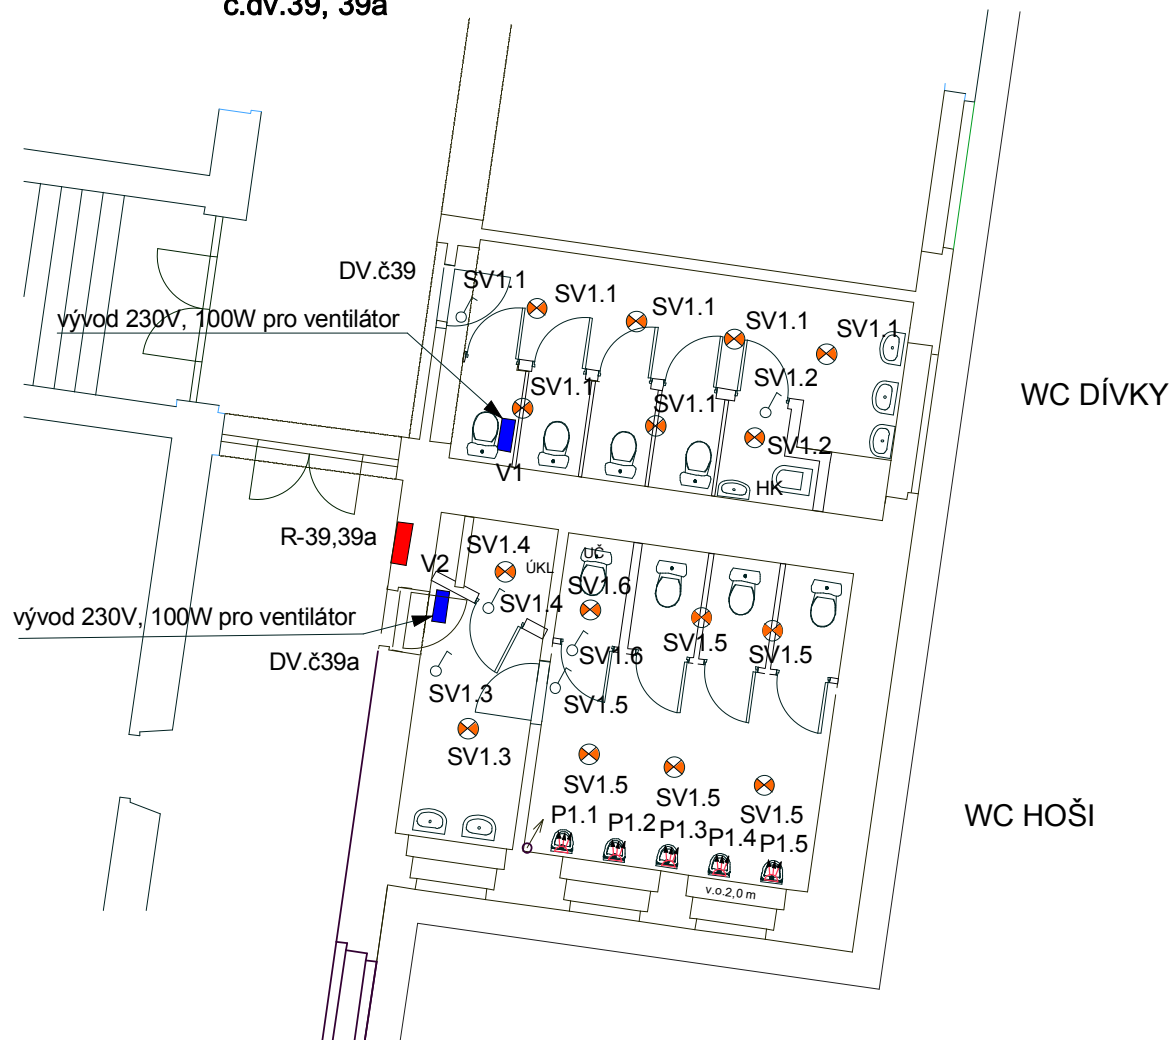 č.dv.39, 39a
DV.č39
SV1.1
SV1.1
SV1.1
SV1.1
SV1.1
vývod 230V, 100W pro ventilátor
SV1.2
SV1.1
SV1.1
WC DÍVKY
SV1.2
V1
HK
R-39,39a
SV1.4
UČ
V2
ÚKL
SV1.6
SV1.4
vývod 230V, 100W pro ventilátor
SV1.5
SV1.5
SV1.6
DV.č39a
SV1.3
SV1.5
SV1.3
SV1.5
SV1.5
SV1.5
P1.1
P1.2
P1.3
P1.4
P1.5
WC HOŠI
v.o.2,0 m